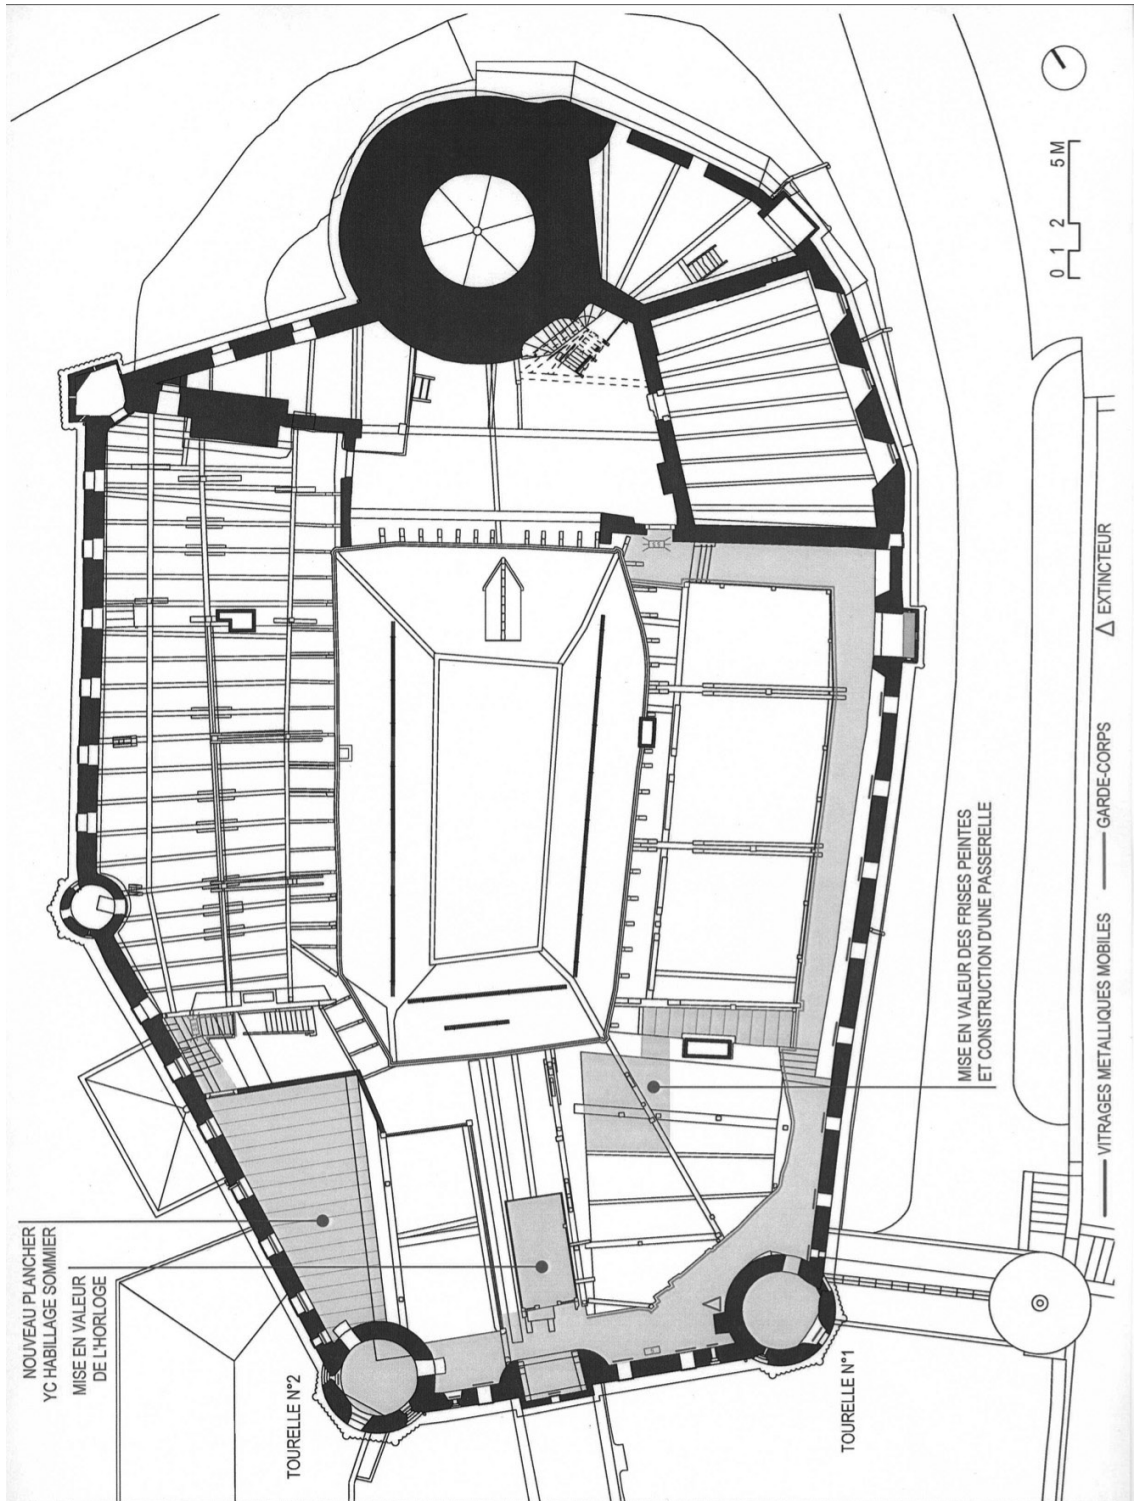 0 1 2 5 M
△ EXTINCTEUR
GARDE-CORPS
VITRAGES METALLIQUES MOBILES
MISE EN VALEUR DES FRISES PEINTES
ET CONSTRUCTION D'UNE PASSERELLE
NOUVEAU PLANCHER
YC HABILLAGE SOMMIER
MISE EN VALEUR
DE L'HORLOGE
TOURELLE N°2
TOURELLE N°1